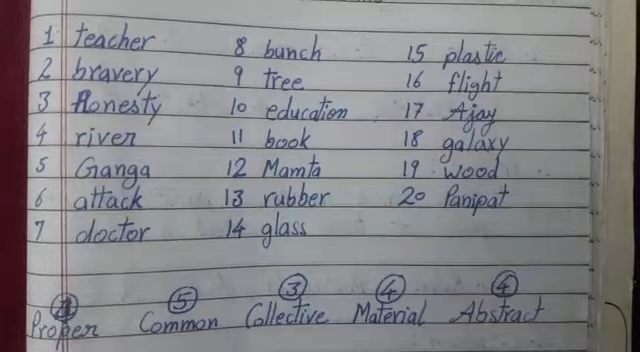 1 teacher 8 bunch 15 plastic
2 bravery 9 tree 16 flight
3 Honesty 10 education 17 Ajay
4 river 11 book 18 galaxy
5 Ganga 12 Mamta 19 wood
6 attack 13 rubber 20 Panipat
7 doctor 14 glass
4 5 3 4 4
Proper Common Collective Material Abstract